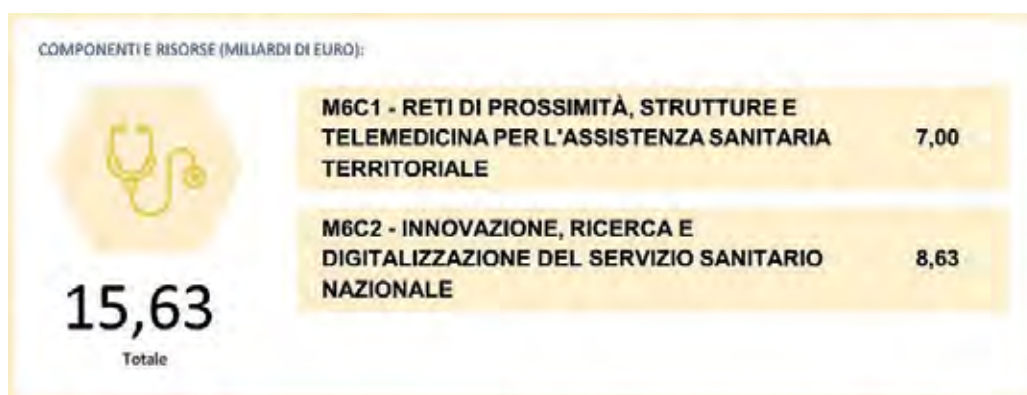 COMPONENTI E RISORSE (MILIARDI DI EURO):
M6C1 - RETI DI PROSSIMITÀ, STRUTTURE E
TELEMEDICINA PER L'ASSISTENZA SANITARIA 7,00
TERRITORIALE
M6C2 - INNOVAZIONE, RICERCA E
DIGITALIZZAZIONE DEL SERVIZIO SANITARIO 8,63
NAZIONALE
15,63
Totale